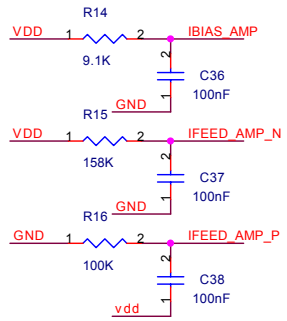 R14
VDD 1 2 IBIAS_AMP
9.1K
2
C36
100nF
1
GND
R15
VDD 1 2 IFEED_AMP_N
158K
2
C37
100nF
1
GND
R16
GND 1 2 IFEED_AMP_P
100K
2
C38
100nF
1
vdd